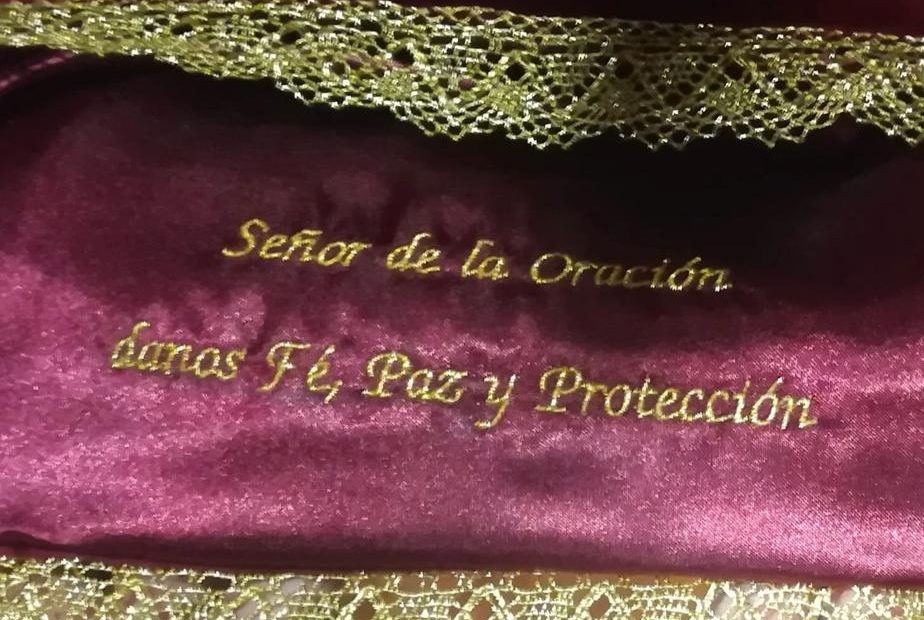 Señor de la Oración
danos Fé, Paz y Protección